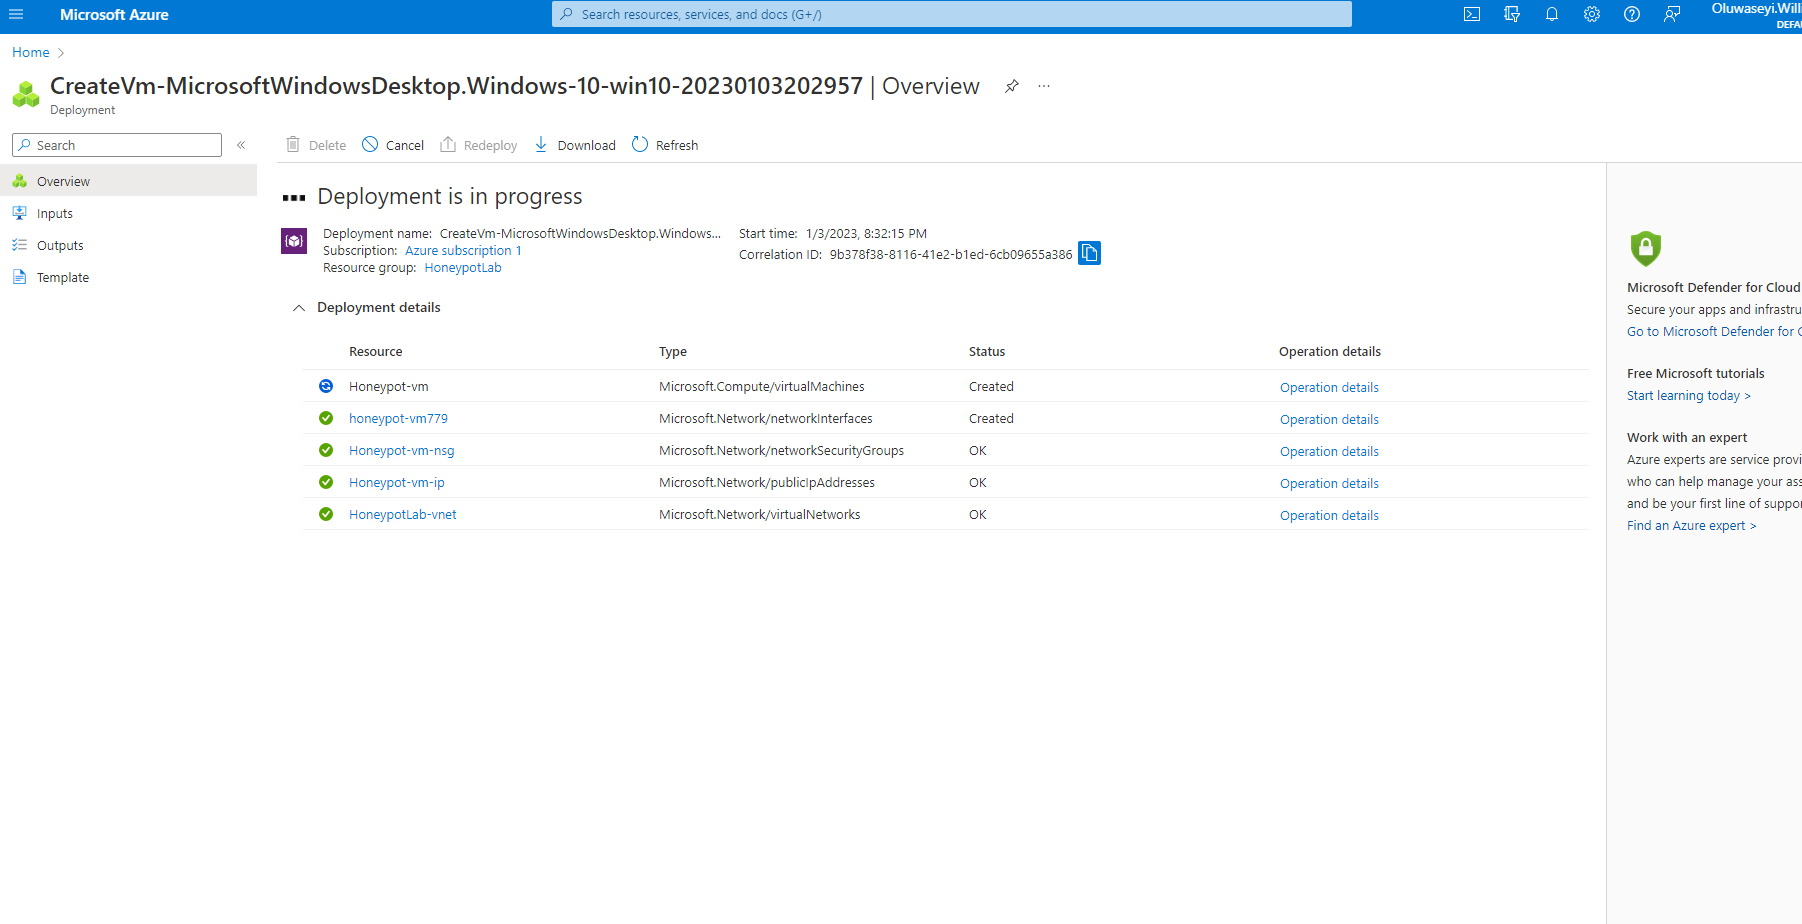 Microsoft Azure
Search resources, services, and docs (G+/)
Oluwaseyi.Willi
DEFAU
Home
CreateVm-MicrosoftWindowsDesktop.Windows-10-win10-20230103202957 | Overview
Deployment
Search
Delete Cancel Redeploy Download Refresh
Overview
Inputs
Outputs
Template
Deployment is in progress
Deployment name: CreateVm-MicrosoftWindowsDesktop.Windows...
Subscription: Azure subscription 1
Resource group: HoneypotLab
Start time: 1/3/2023, 8:32:15 PM
Correlation ID: 9b378f38-8116-41e2-b1ed-6cb09655a386
Deployment details
Resource Type Status Operation details
Honeypot-vm Microsoft.Compute/virtualMachines Created Operation details
honeypot-vm779 Microsoft.Network/networkInterfaces Created Operation details
Honeypot-vm-nsg Microsoft.Network/networkSecurityGroups OK Operation details
Honeypot-vm-ip Microsoft.Network/publicIpAddresses OK Operation details
HoneypotLab-vnet Microsoft.Network/virtualNetworks OK Operation details
Microsoft Defender for Cloud
Secure your apps and infrastru
Go to Microsoft Defender for C
Free Microsoft tutorials
Start learning today >
Work with an expert
Azure experts are service provi
who can help manage your ass
and be your first line of suppor
Find an Azure expert >